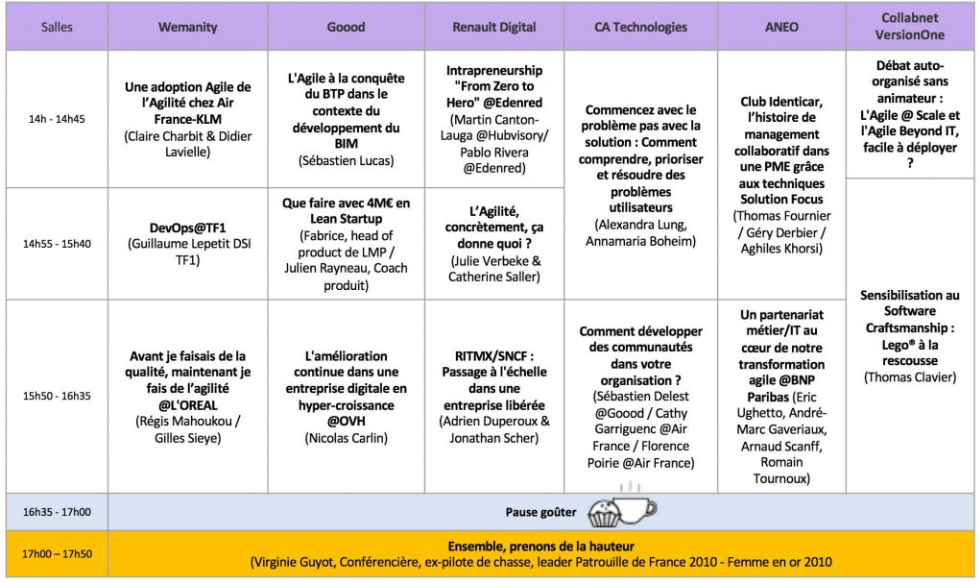 Salles
Wemanity
Goood
Renault Digital
CA Technologies
ANEO
Collabnet
VersionOne
14h - 14h45
Une adoption Agile de
l’Agilité chez Air
France-KLM
(Claire Charbit & Didier
Lavielle)
L'Agile à la conquête
du BTP dans le
contexte du
développement du
BIM
(Sébastien Lucas)
Intrapreneurship
"From Zero to
Hero" @Edenred
(Martin Canton-
Lauga @Hubvisory/
Pablo Rivera
@Edenred)
Commencez avec le
problème pas avec la
solution : Comment
comprendre, prioriser
et résoudre des
problèmes
utilisateurs
(Alexandra Lung,
Annamaria Boheim)
Club Identicar,
l’histoire de
management
collaboratif dans
une PME grâce
aux techniques
Solution Focus
(Thomas Fournier
/ Géry Derbier /
Aghiles Khorsi)
Débat auto-
organisé sans
animateur :
L'Agile @ Scale et
l'Agile Beyond IT,
facile à déployer
?
14h55 - 15h40
DevOps@TF1
(Guillaume Lepetit DSI
TF1)
Que faire avec 4M€ en
Lean Startup
(Fabrice, head of
product de LMP /
Julien Rayneau, Coach
produit)
L’Agilité,
concrètement, ça
donne quoi ?
(Julie Verbeke &
Catherine Saller)
Sensibilisation au
Software
Craftsmanship :
Lego® à la
rescousse
(Thomas Clavier)
15h50 - 16h35
Avant je faisais de la
qualité, maintenant je
fais de l’agilité
@L'OREAL
(Régis Mahoukou /
Gilles Sieye)
L'amélioration
continue dans une
entreprise digitale en
hyper-croissance
@OVH
(Nicolas Carlin)
RITMX/SNCF :
Passage à l'échelle
dans une
entreprise libérée
(Adrien Duperoux &
Jonathan Scher)
Comment développer
des communautés
dans votre
organisation ?
(Sébastien Delest
@Goood / Cathy
Garriguenc @Air
France / Florence
Poirie @Air France)
Un partenariat
métier/IT au
cœur de notre
transformation
agile @BNP
Paribas (Eric
Ughetto, André-
Marc Gaveriaux,
Arnaud Scanff,
Romain
Tournoux)
16h35 - 17h00
Pause goûter
17h00 – 17h50
Ensemble, prenons de la hauteur
(Virginie Guyot, Conférencière, ex-pilote de chasse, leader Patrouille de France 2010 - Femme en or 2010